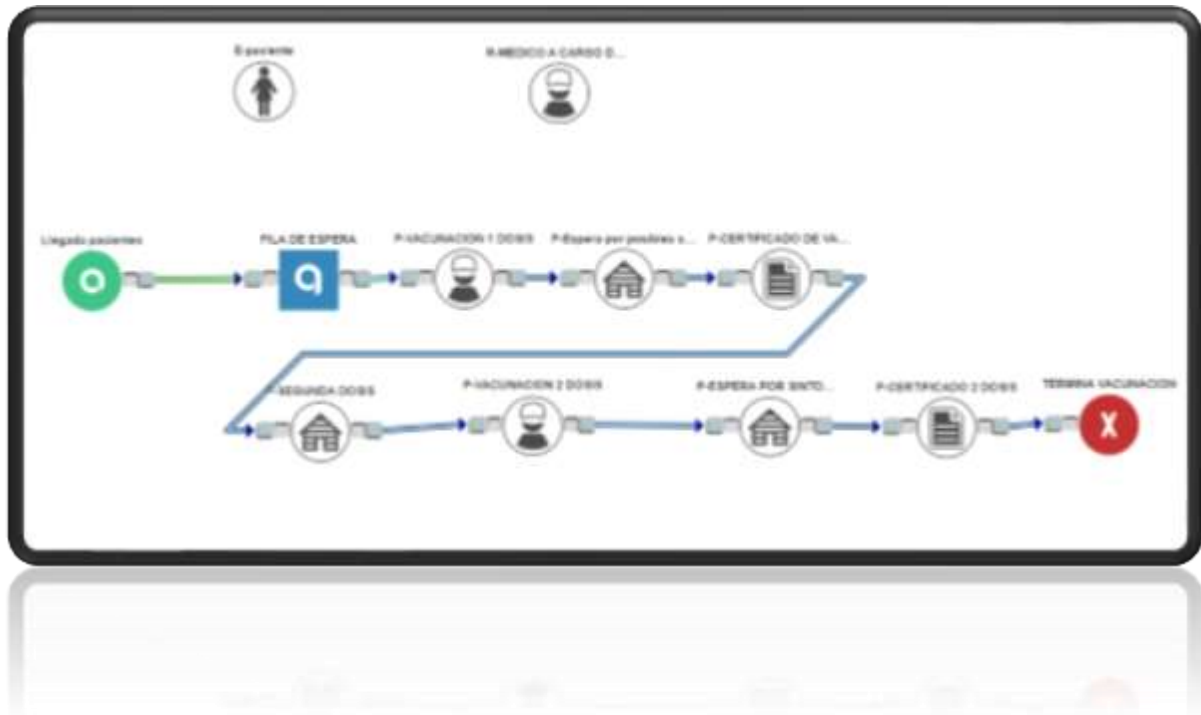 E-paciente
R-MEDICO A CARGO D...
Llegada pacientes
FILA DE ESPERA
P-VACUNACION 1 DOSIS
P-Espera por posibles s...
P-CERTIFICADO DE VA...
a
q
P-SEGUNDA DOSIS
P-VACUNACION 2 DOSIS
P-ESPERA POR SINTO...
P-CERTIFICADO 2 DOSIS
TERMINA VACUNACION
X